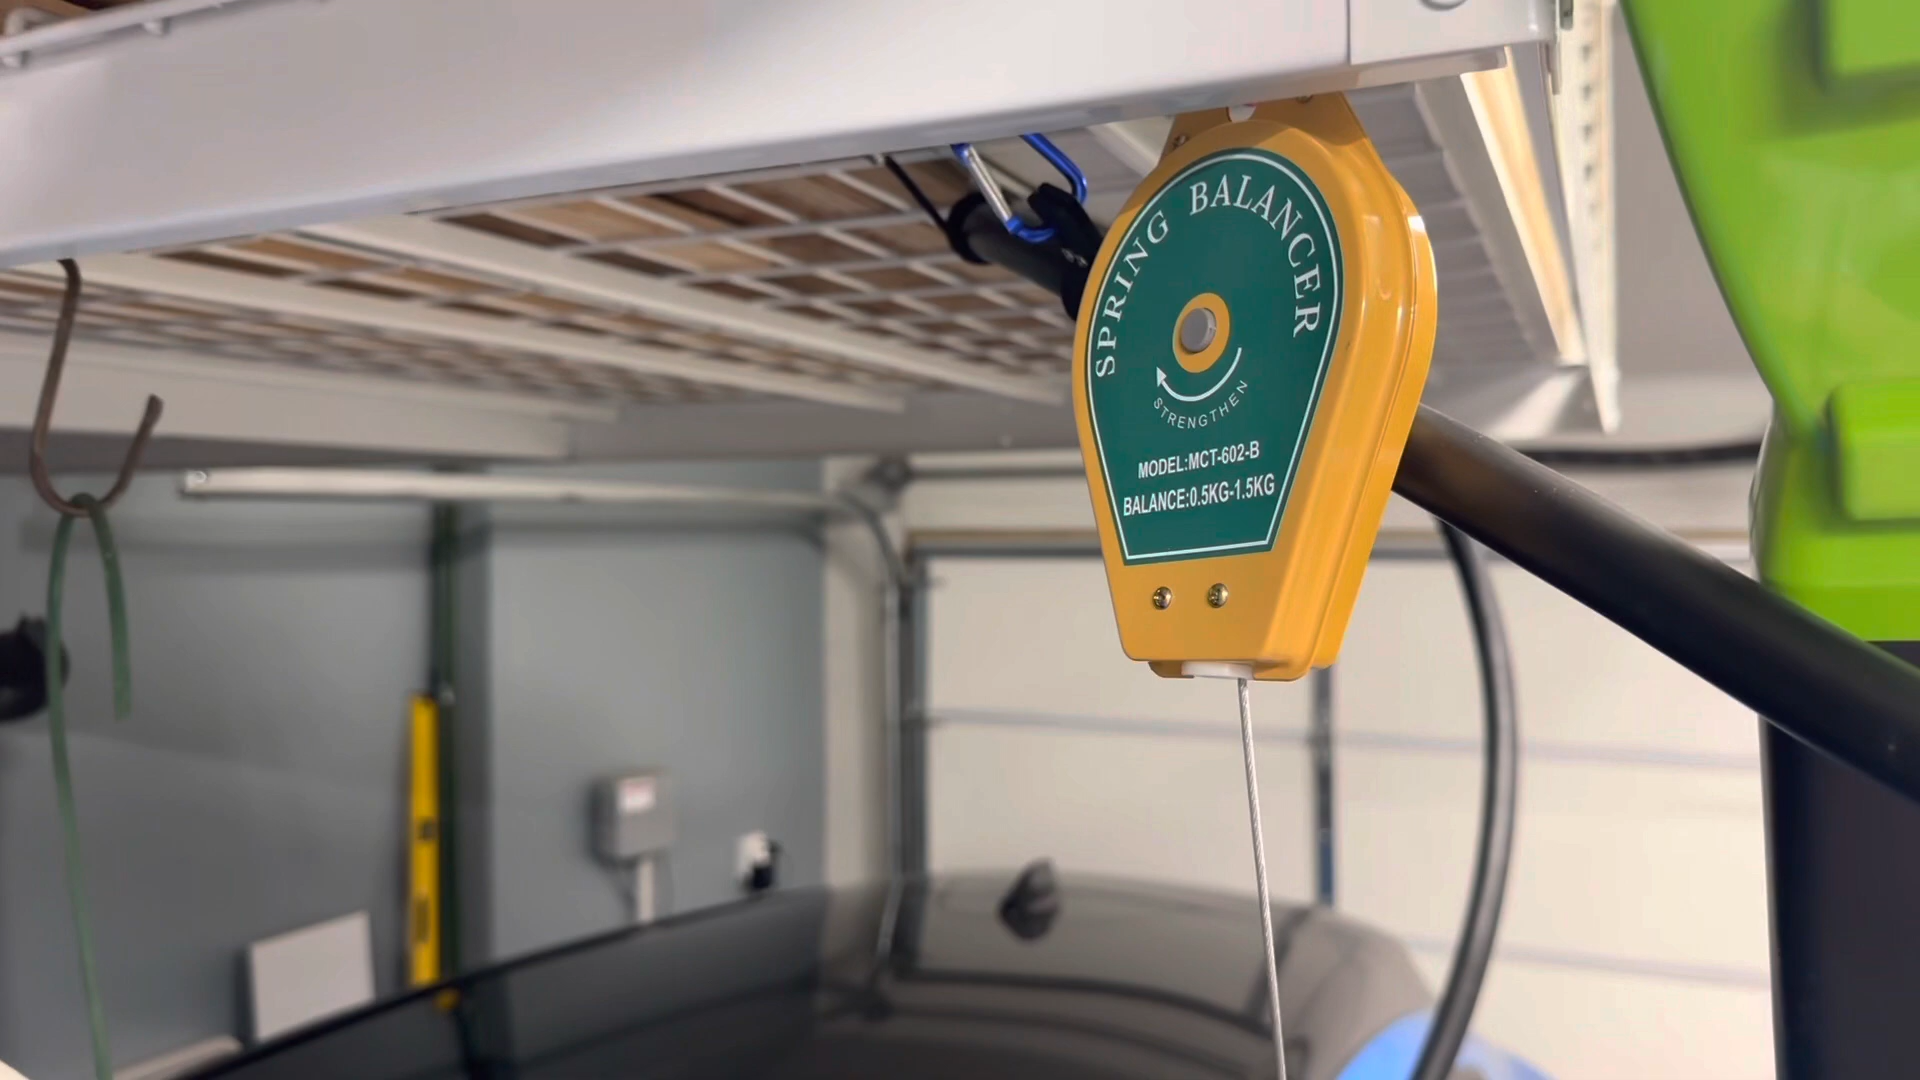 SPRING BALANCER
STRENGTHEN
MODEL:MCT-602-B
BALANCE:0.5KG-1.5KG